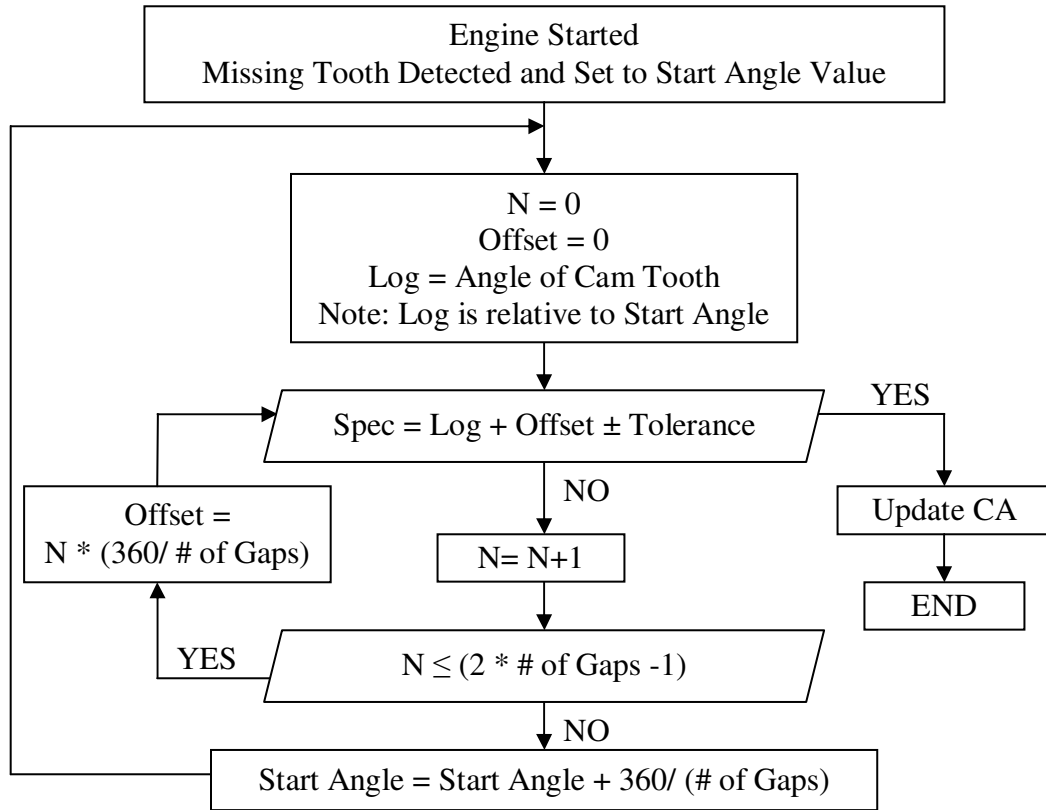 Engine Started
Missing Tooth Detected and Set to Start Angle Value
N = 0
Offset = 0
Log = Angle of Cam Tooth
Note: Log is relative to Start Angle
Spec = Log + Offset ± Tolerance
YES
Update CA
END
NO
N= N+1
N ≤ (2 * # of Gaps -1)
YES
Offset =
N * (360/ # of Gaps)
NO
Start Angle = Start Angle + 360/ (# of Gaps)